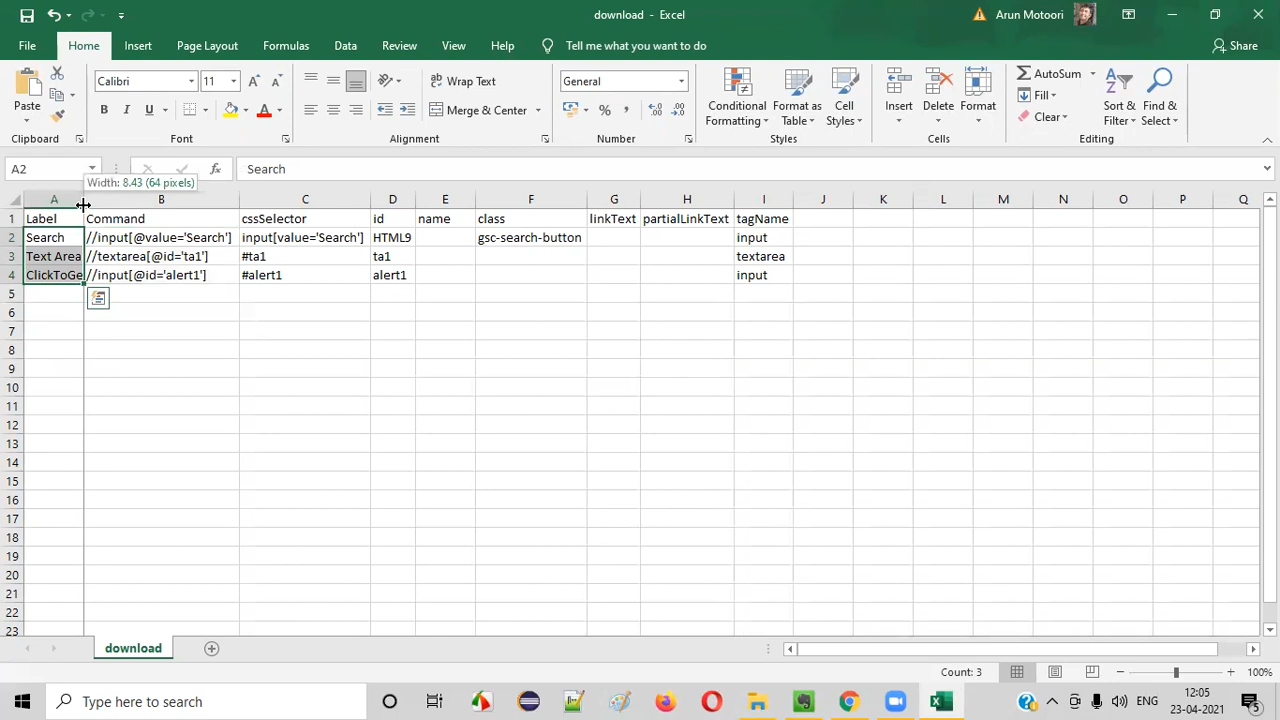 download - Excel
Arun Motoori
File Home Insert Page Layout Formulas Data Review View Help Tell me what you want to do Share
Paste
Calibri 11
B I U A
Wrap Text
Merge & Center
General
Conditional Formatting
Format as Table
Cell Styles
Insert Delete Format
AutoSum
Fill
Clear
Sort & Filter
Find & Select
Clipboard Font Alignment Number Styles Cells Editing
A2 fx Search
Width: 8.43 (64 pixels)
A B C D E F G H I J K L M N O P Q
1 Label Command cssSelector id name class linkText partialLinkText tagName
2 Search //input[@value='Search'] input[value='Search'] HTML9 gsc-search-button input
3 Text Area //textarea[@id='ta1'] #ta1 ta1 textarea
4 ClickToGe //input[@id='alert1'] #alert1 alert1 input
5
6
7
8
9
10
11
12
13
14
15
16
17
18
19
20
21
22
23
download
Count: 3 100%
Type here to search
ENG
12:05
23-04-2021
5